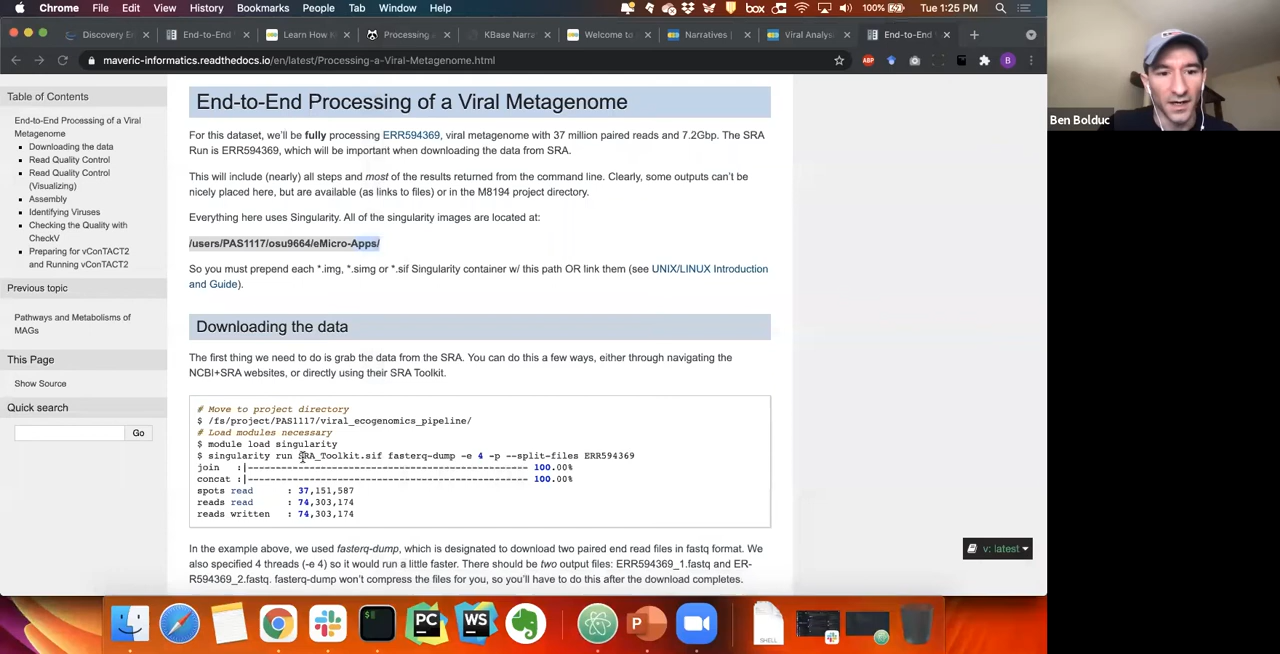 Chrome File Edit View History Bookmarks People Tab Window Help box 100% Tue 1:25 PM
Discovery E End-to-End Learn How K Processing KBase Narra Welcome to Narratives | Viral Analys End-to-End
maveric-informatics.readthedocs.io/en/latest/Processing-a-Viral-Metagenome.html ABP B
Table of Contents
End-to-End Processing of a Viral
Metagenome
Downloading the data
Read Quality Control
Read Quality Control
(Visualizing)
Assembly
Identifying Viruses
Checking the Quality with
CheckV
Preparing for vConTACT2
and Running vConTACT2
Previous topic
Pathways and Metabolisms of
MAGs
This Page
Show Source
Quick search
Go
End-to-End Processing of a Viral Metagenome
For this dataset, we'll be fully processing ERR594369, viral metagenome with 37 million paired reads and 7.2Gbp. The SRA
Run is ERR594369, which will be important when downloading the data from SRA.
This will include (nearly) all steps and most of the results returned from the command line. Clearly, some outputs can't be
nicely placed here, but are available (as links to files) or in the M8194 project directory.
Everything here uses Singularity. All of the singularity images are located at:
/users/PAS1117/osu9664/eMicro-Apps/
So you must prepend each *.img, *.simg or *.sif Singularity container w/ this path OR link them (see UNIX/LINUX Introduction
and Guide).
Downloading the data
The first thing we need to do is grab the data from the SRA. You can do this a few ways, either through navigating the
NCBI+SRA websites, or directly using their SRA Toolkit.
# Move to project directory
$ /fs/project/PAS1117/viral_ecogenomics_pipeline/
# Load modules necessary
$ module load singularity
$ singularity run SRA_Toolkit.sif fasterq-dump -e 4 -p --split-files ERR594369
join :|-------------------------------------------------- 100.00%
concat :|-------------------------------------------------- 100.00%
spots read : 37,151,587
reads read : 74,303,174
reads written : 74,303,174
In the example above, we used fasterq-dump, which is designated to download two paired end read files in fastq format. We
also specified 4 threads (-e 4) so it would run a little faster. There should be two output files: ERR594369_1.fastq and ER-
R594369_2.fastq. fasterq-dump won't compress the files for you, so you'll have to do this after the download completes.
v: latest
Ben Bolduc
$ PC WS P SHELL